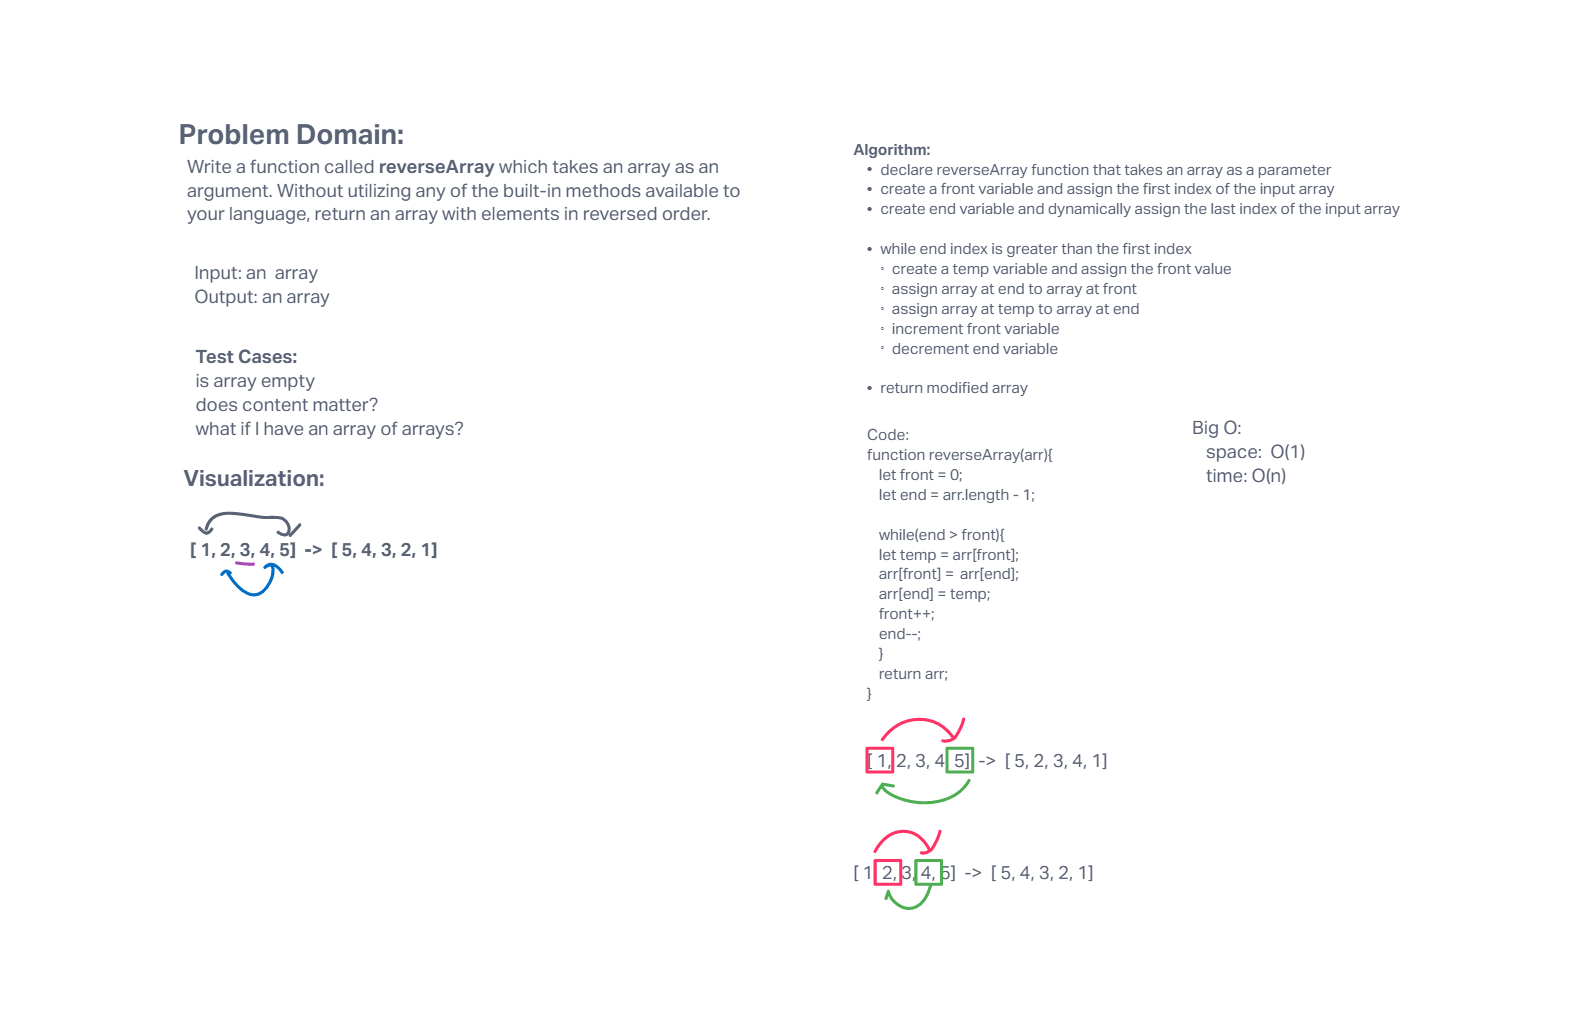 Problem Domain:
Write a function called reverseArray which takes an array as an
argument. Without utilizing any of the built-in methods available to
your language, return an array with elements in reversed order.
Input: an  array
Output: an array
Test Cases:
is array empty
does content matter?
what if I have an array of arrays?
Visualization:
[ 1, 2, 3, 4, 5]  ->  [ 5, 4, 3, 2, 1]
Algorithm:
• declare reverseArray function that takes an array as a parameter
• create a front variable and assign the first index of the input array
• create end variable and dynamically assign the last index of the input array
• while end index is greater than the first index
◦ create a temp variable and assign the front value
◦ assign array at end to array at front
◦ assign array at temp to array at end
◦ increment front variable
◦ decrement end variable
• return modified array
Code:
function reverseArray(arr){
let front = 0;
let end = arr.length - 1;
while(end > front){
let temp = arr[front];
arr[front] =  arr[end];
arr[end] = temp;
front++;
end--;
}
return arr;
}
Big O:
space:  O(1)
time: O(n)
[ 1, 2, 3, 4, 5]  ->  [ 5, 2, 3, 4, 1]
[ 1, 2, 3, 4, 5]  ->  [ 5, 4, 3, 2, 1]